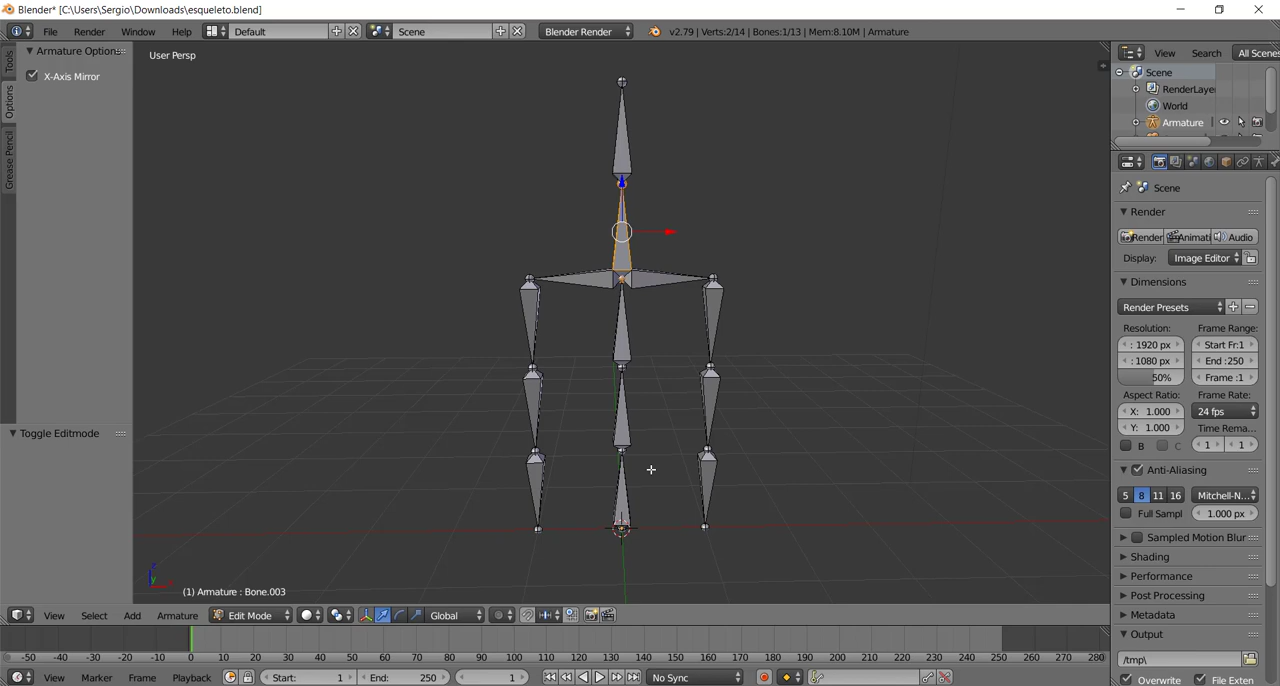 Blender* [C:\Users\Sergio\Downloads\esqueleto.blend]
File Render Window Help Default Scene Blender Render v2.79 | Verts:2/14 | Bones:1/13 | Mem:8.10M | Armature
Tools
Options
Grease Pencil
Armature Options
X-Axis Mirror
Toggle Editmode
User Persp
z
y
(1) Armature : Bone.003
View Select Add Armature Edit Mode Global
-50 -40 -30 -20 -10 0 10 20 30 40 50 60 70 80 90 100 110 120 130 140 150 160 170 180 190 200 210 220 230 240 250 260 270 280
View Marker Frame Playback Start: 1 End: 250 1 No Sync
View Search All Scenes
Scene
RenderLaye
World
Armature
Scene
Render
Render Animati Audio
Display: Image Editor
Dimensions
Render Presets
Resolution: Frame Range:
: 1920 px Start Fr:1
: 1080 px End :250
50% Frame :1
Aspect Ratio: Frame Rate:
X: 1.000 24 fps
Y: 1.000 Time Rema...
B C 1 1
Anti-Aliasing
5 8 11 16 Mitchell-N...
Full Sampl 1.000 px
Sampled Motion Blur
Shading
Performance
Post Processing
Metadata
Output
/tmp\
Overwrite File Exten